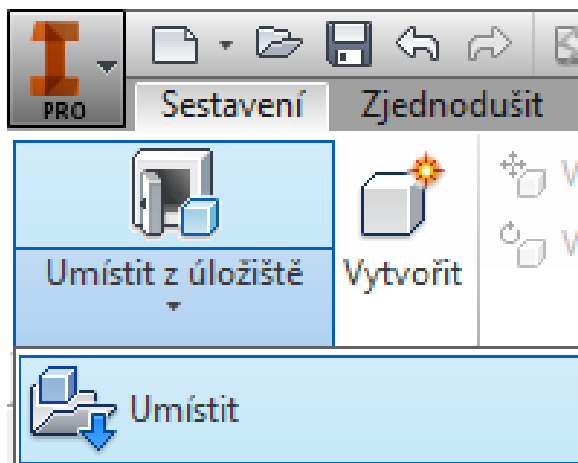 PRO
Sestavení Zjednodušit
Umístit z úložiště
Vytvořit
V
V
Umístit